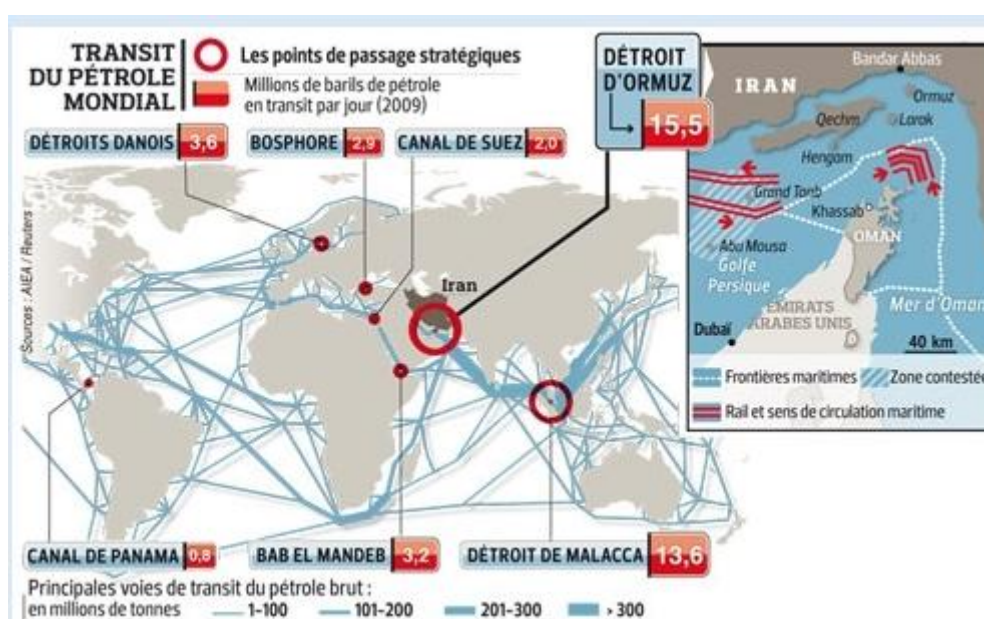 TRANSIT
DU PÉTROLE
MONDIAL
Les points de passage stratégiques
Millions de barils de pétrole
en transit par jour (2009)
DÉTROIT
D'ORMUZ
15,5
DÉTROITS DANOIS 3,6
BOSPHORE 2,9
CANAL DE SUEZ 2,0
Sources : AIEA / Reuters
Iran
CANAL DE PANAMA 0,8
BAB EL MANDEB 3,2
DÉTROIT DE MALACCA 13,6
Principales voies de transit du pétrole brut :
en millions de tonnes 1-100 101-200 201-300 > 300
Bandar Abbas
IRAN
Ormuz
Qechm
Larak
Hengam
Grand Tonb
Khassab
OMAN
Abu Mousa
Golfe
Persique
Mer d'Oman
ÉMIRATS
ARABES UNIS
Dubaï
40 km
Frontières maritimes
Zone contestée
Rail et sens de circulation maritime